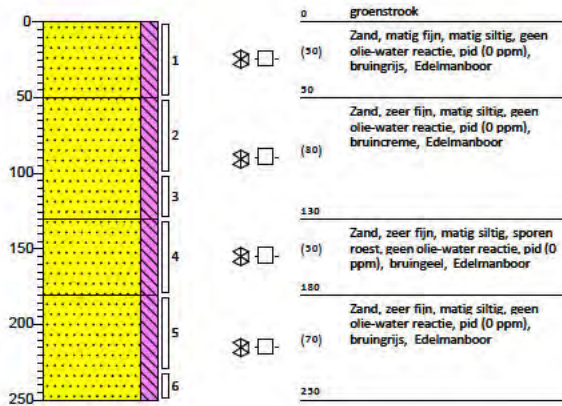 0
50
100
150
200
250
1
2
3
4
5
6
0 groenstrook
Zand, matig fijn, matig siltig, geen
olie-water reactie, pid (0 ppm),
bruingrijs, Edelmanboor
(50)
50
Zand, zeer fijn, matig siltig, geen
olie-water reactie, pid (0 ppm),
bruincreme, Edelmanboor
(80)
130
Zand, zeer fijn, matig siltig, sporen
roest, geen olie-water reactie, pid (0
ppm), bruingeel, Edelmanboor
(50)
180
Zand, zeer fijn, matig siltig, geen
olie-water reactie, pid (0 ppm),
bruingrijs, Edelmanboor
(70)
250